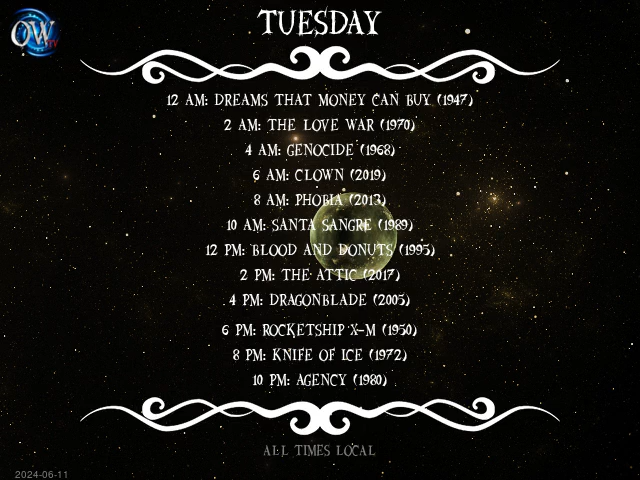 OW TV
TUESDAY
12 AM: DREAMS THAT MONEY CAN BUY (1947)
2 AM: THE LOVE WAR (1970)
4 AM: GENOCIDE (1968)
6 AM: CLOWN (2019)
8 AM: PHOBIA (2013)
10 AM: SANTA SANGRE (1989)
12 PM: BLOOD AND DONUTS (1995)
2 PM: THE ATTIC (2017)
4 PM: DRAGONBLADE (2005)
6 PM: ROCKETSHIP X-M (1950)
8 PM: KNIFE OF ICE (1972)
10 PM: AGENCY (1980)
ALL TIMES LOCAL
2024-06-11